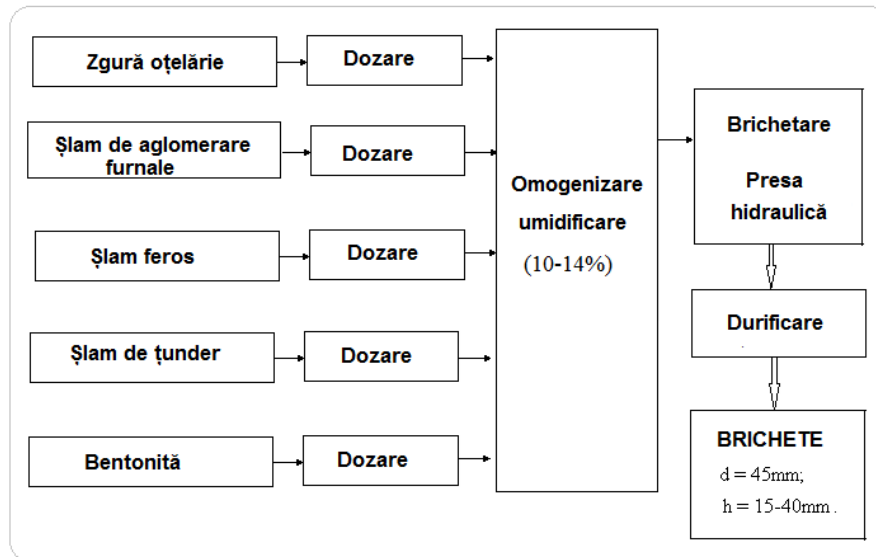 Zgură oțelărie
Dozare
Șlam de aglomerare
furnale
Dozare
Șlam feros
Dozare
Șlam de țunder
Dozare
Bentonită
Dozare
Omogenizare
umidificare
(10-14%)
Brichetare
Presa
hidraulică
Durificare
BRICHETE
d = 45mm;
h = 15-40mm .